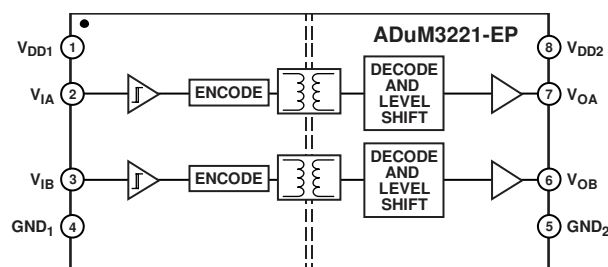 ADuM3221-EP
VDD1 1
8 VDD2
VIA 2
ENCODE
DECODE
AND
LEVEL
SHIFT
7 VOA
VIB 3
ENCODE
DECODE
AND
LEVEL
SHIFT
6 VOB
GND1 4
5 GND2